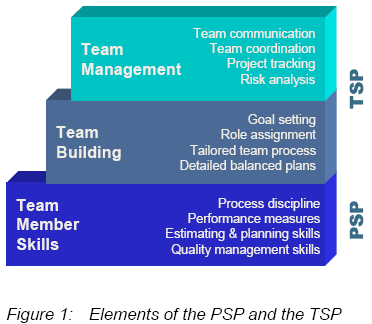 Team
Management
Team communication
Team coordination
Project tracking
Risk analysis
TSP
Team
Building
Goal setting
Role assignment
Tailored team process
Detailed balanced plans
Team
Member
Skills
Process discipline
Performance measures
Estimating & planning skills
Quality management skills
PSP
Figure 1: Elements of the PSP and the TSP